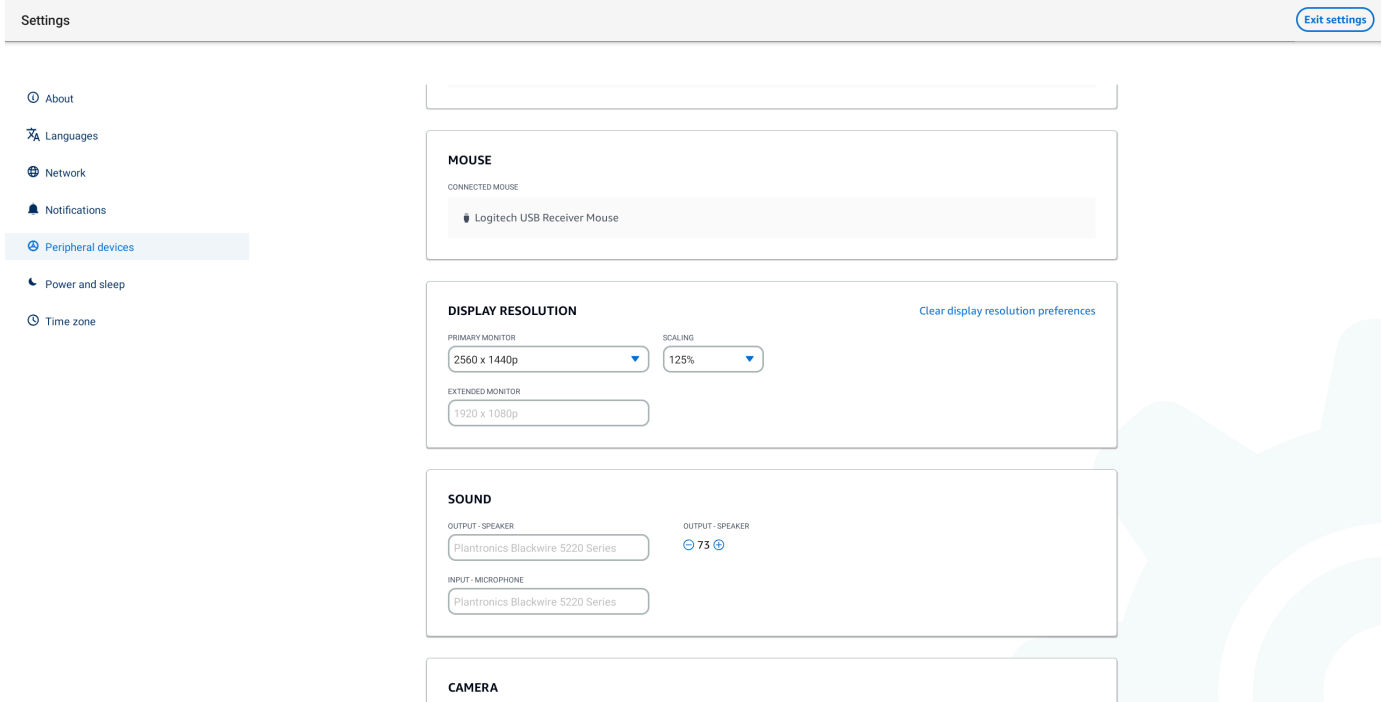 Settings
Exit settings
About
Languages
Network
Notifications
Peripheral devices
Power and sleep
Time zone
MOUSE
CONNECTED MOUSE
Logitech USB Receiver Mouse
DISPLAY RESOLUTION
Clear display resolution preferences
PRIMARY MONITOR
SCALING
2560 x 1440p
125%
EXTENDED MONITOR
1920 x 1080p
SOUND
OUTPUT - SPEAKER
OUTPUT - SPEAKER
Plantronics Blackwire 5220 Series
73
INPUT - MICROPHONE
Plantronics Blackwire 5220 Series
CAMERA